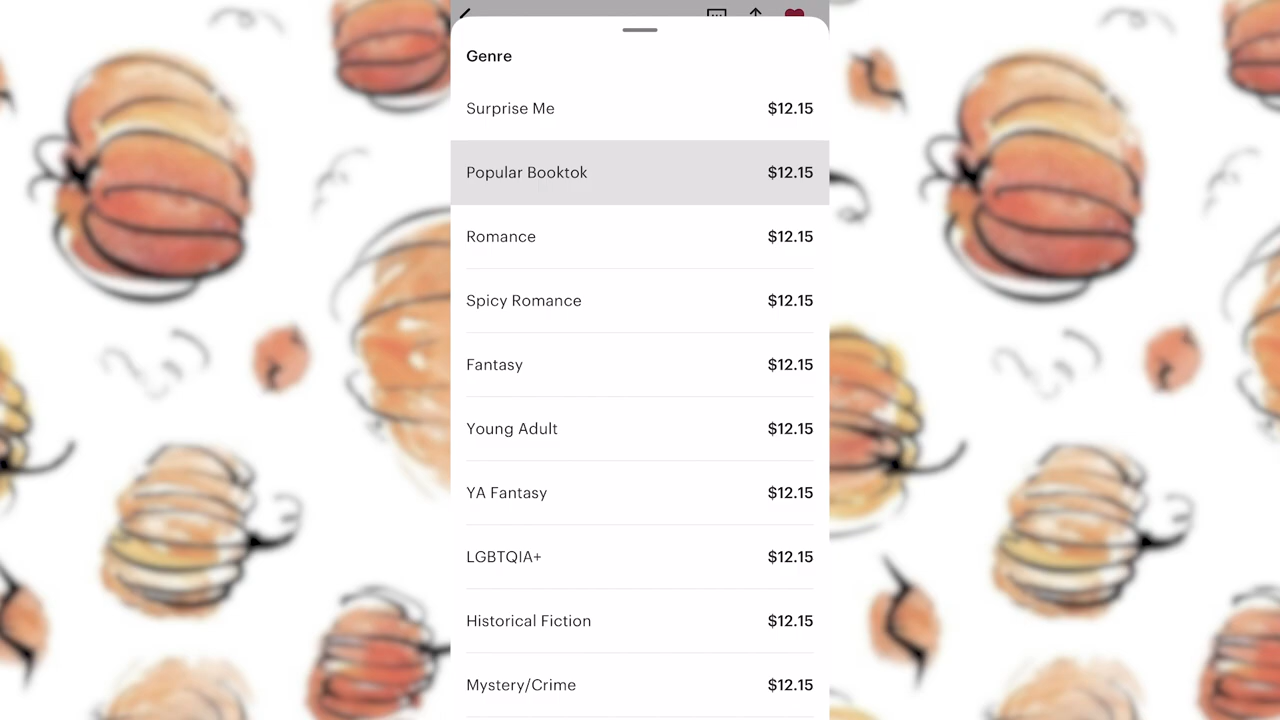 Genre
Surprise Me $12.15
Popular Booktok $12.15
Romance $12.15
Spicy Romance $12.15
Fantasy $12.15
Young Adult $12.15
YA Fantasy $12.15
LGBTQIA+ $12.15
Historical Fiction $12.15
Mystery/Crime $12.15